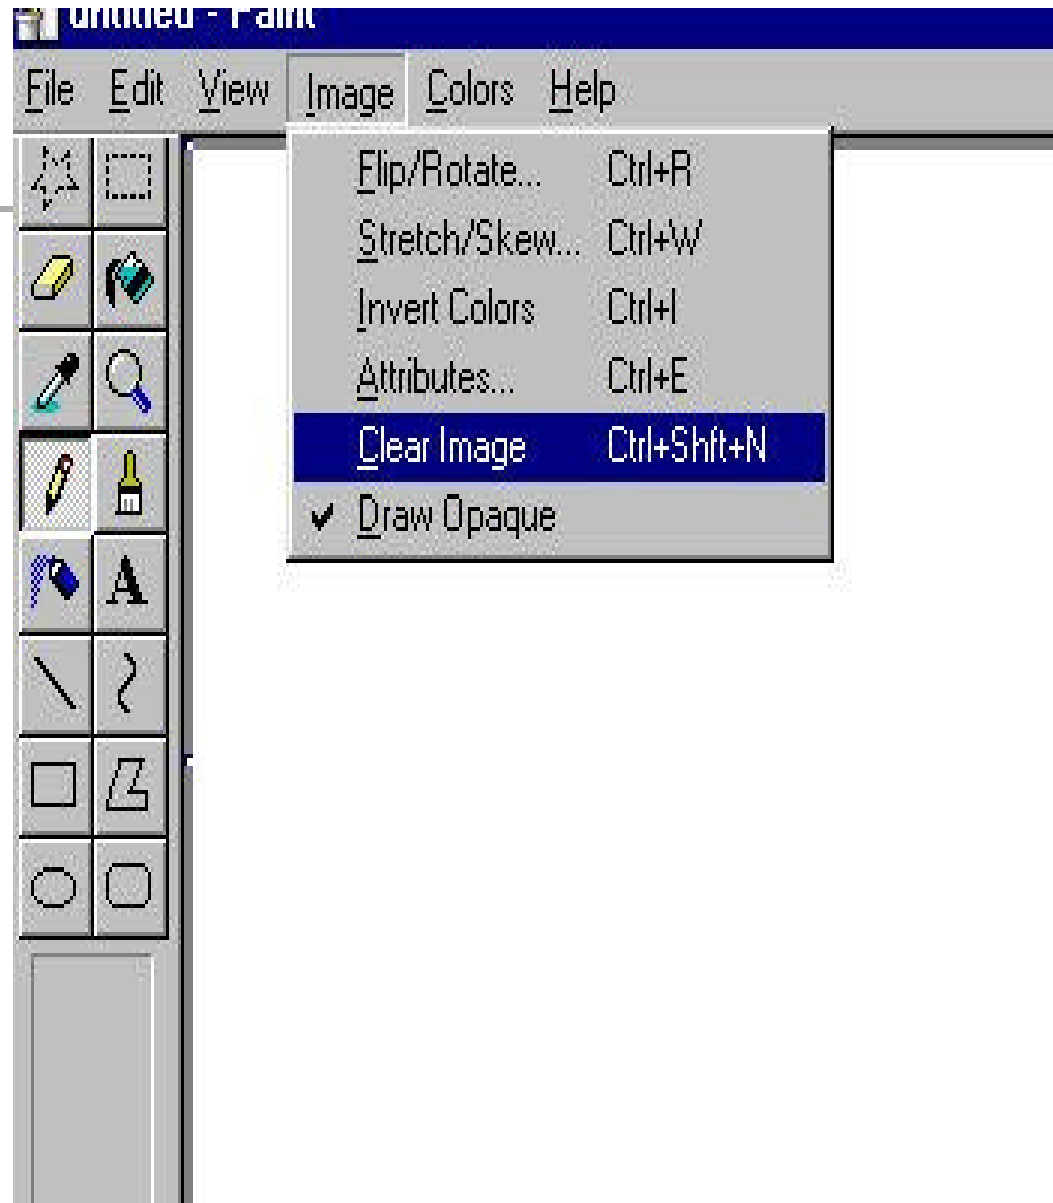 untitled - Paint
File Edit View Image Colors Help
Flip/Rotate... Ctrl+R
Stretch/Skew... Ctrl+W
Invert Colors Ctrl+I
Attributes... Ctrl+E
Clear Image Ctrl+Shft+N
✓ Draw Opaque
A